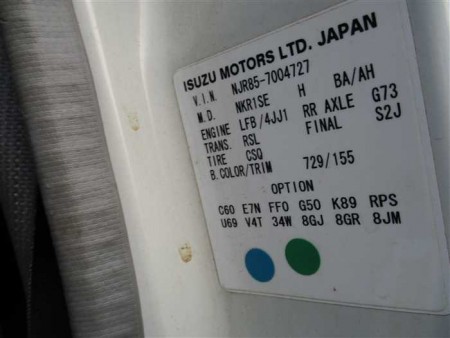 ISUZU MOTORS LTD. JAPAN
V.I.N. NJR85-7004727
M.D. NKR1SE H BA/AH
ENGINE LFB/4JJ1 RR AXLE G73
TRANS. RSL FINAL S2J
TIRE CSQ
B.COLOR/TRIM 729/155
OPTION
C60 E7N FF0 G50 K89 RPS
U69 V4T 34W 8GJ 8GR 8JM